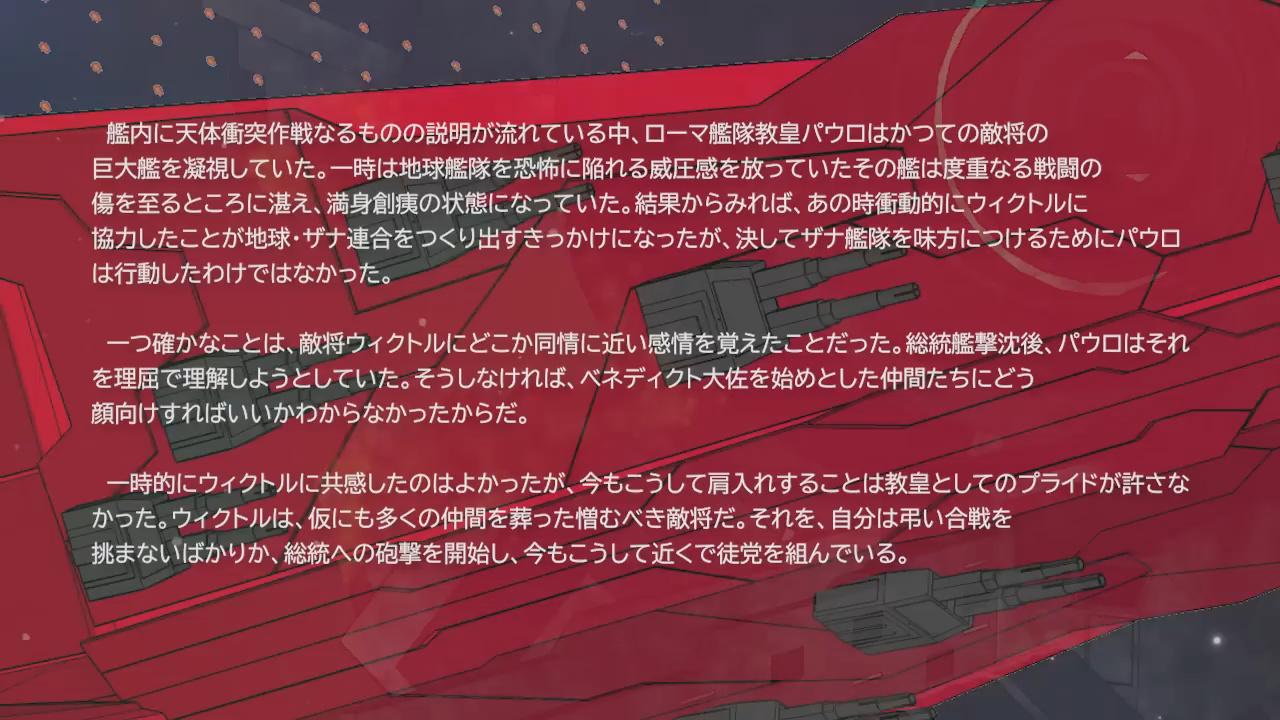 艦内に天体衝突作戦なるものの説明が流れている中、ローマ艦隊教皇パウロはかつての敵将の
巨大艦を凝視していた。一時は地球艦隊を恐怖に陥れる威圧感を放っていたその艦は度重なる戦闘の
傷を至るところに湛え、満身創痍の状態になっていた。結果からみれば、あの時衝動的にウィクトルに
協力したことが地球・ザナ連合をつくり出すきっかけになったが、決してザナ艦隊を味方につけるためにパウロ
は行動したわけではなかった。
一つ確かなことは、敵将ウィクトルにどこか同情に近い感情を覚えたことだった。総統艦撃沈後、パウロはそれ
を理屈で理解しようとしていた。そうしなければ、ベネディクト大佐を始めとした仲間たちにどう
顔向けすればいいかわからなかったからだ。
一時的にウィクトルに共感したのはよかったが、今もこうして肩入れすることは教皇としてのプライドが許さな
かった。ウィクトルは、仮にも多くの仲間を葬った憎むべき敵将だ。それを、自分は弔い合戦を
挑まないばかりか、総統への砲撃を開始し、今もこうして近くで徒党を組んでいる。